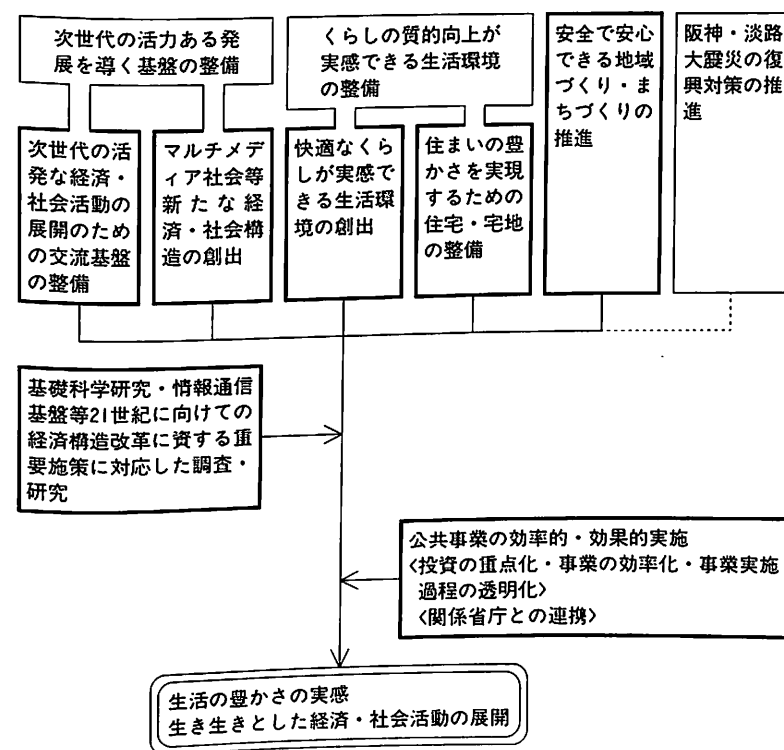 次世代の活力ある発
展を導く基盤の整備
くらしの質的向上が
実感できる生活環境
の整備
安全で安心
できる地域
づくり・ま
ちづくりの
推進
阪神・淡路
大震災の復
興対策の推
進
次世代の活
発な経済・
社会活動の
展開のため
の交流基盤
の整備
マルチメデ
ィア社会等
新たな経
済・社会構
造の創出
快適なくら
しが実感で
きる生活環
境の創出
住まいの豊
かさを実現
するための
住宅・宅地
の整備
基礎科学研究・情報通信
基盤等21世紀に向けての
経済構造改革に資する重
要施策に対応した調査・
研究
公共事業の効率的・効果的実施
〈投資の重点化・事業の効率化・事業実施
過程の透明化〉
〈関係省庁との連携〉
生活の豊かさの実感
生き生きとした経済・社会活動の展開